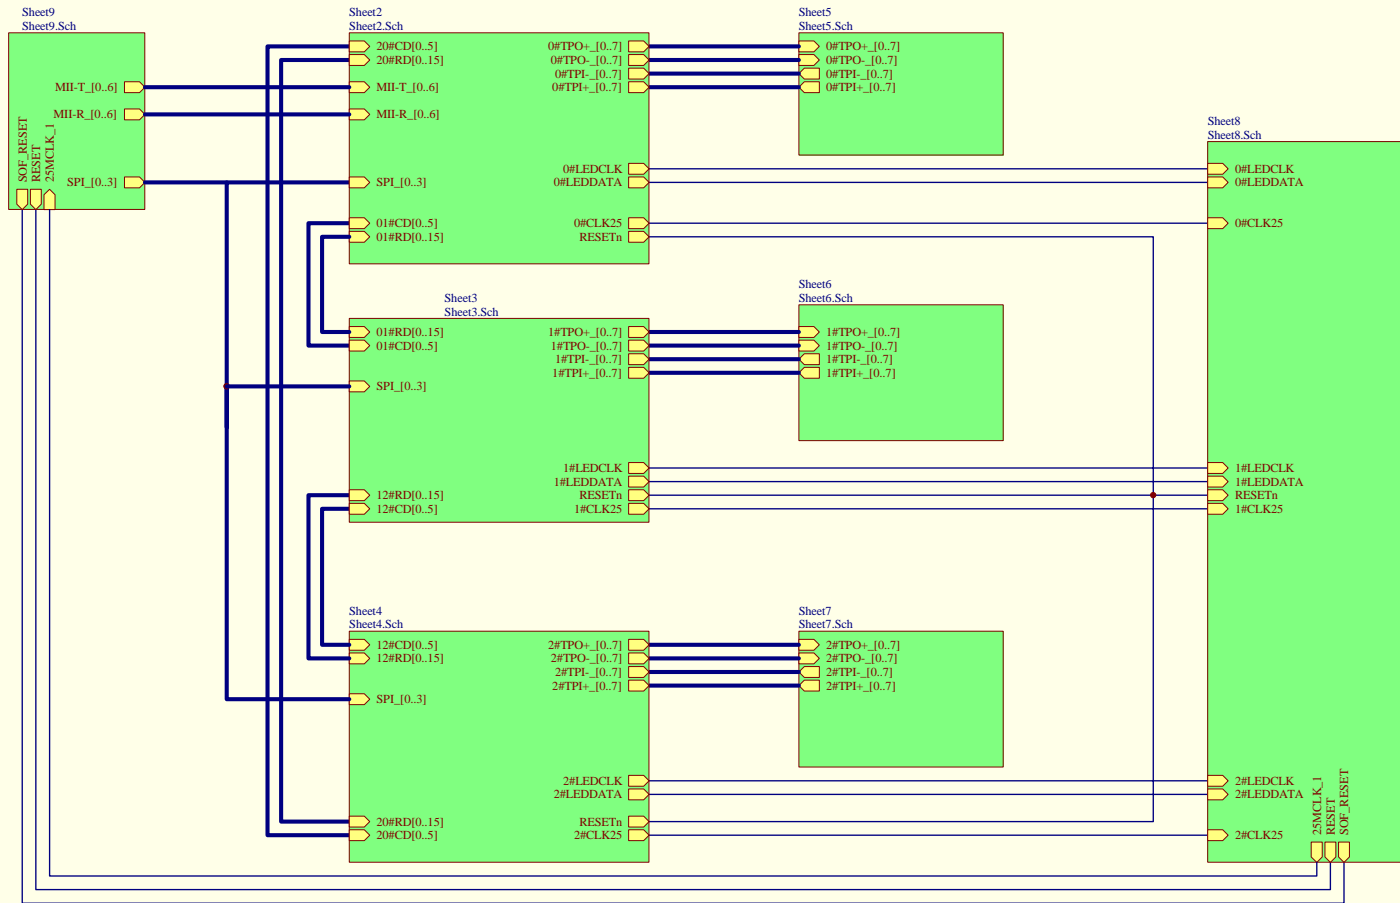 Sheet9
Sheet9.Sch
MII-T_[0..6]
MII-R_[0..6]
SPI_[0..3]
SOF_RESET
RESET
25MCLK_1
Sheet2
Sheet2.Sch
20#CD[0..5]
20#RD[0..15]
MII-T_[0..6]
MII-R_[0..6]
SPI_[0..3]
01#CD[0..5]
01#RD[0..15]
0#TPO+_[0..7]
0#TPO-_[0..7]
0#TPI-_[0..7]
0#TPI+_[0..7]
0#LEDCLK
0#LEDDATA
0#CLK25
RESETn
Sheet5
Sheet5.Sch
0#TPO+_[0..7]
0#TPO-_[0..7]
0#TPI-_[0..7]
0#TPI+_[0..7]
Sheet3
Sheet3.Sch
01#RD[0..15]
01#CD[0..5]
SPI_[0..3]
12#RD[0..15]
12#CD[0..5]
1#TPO+_[0..7]
1#TPO-_[0..7]
1#TPI-_[0..7]
1#TPI+_[0..7]
1#LEDCLK
1#LEDDATA
RESETn
1#CLK25
Sheet6
Sheet6.Sch
1#TPO+_[0..7]
1#TPO-_[0..7]
1#TPI-_[0..7]
1#TPI+_[0..7]
Sheet4
Sheet4.Sch
12#CD[0..5]
12#RD[0..15]
SPI_[0..3]
20#RD[0..15]
20#CD[0..5]
2#TPO+_[0..7]
2#TPO-_[0..7]
2#TPI-_[0..7]
2#TPI+_[0..7]
2#LEDCLK
2#LEDDATA
RESETn
2#CLK25
Sheet7
Sheet7.Sch
2#TPO+_[0..7]
2#TPO-_[0..7]
2#TPI-_[0..7]
2#TPI+_[0..7]
Sheet8
Sheet8.Sch
0#LEDCLK
0#LEDDATA
0#CLK25
1#LEDCLK
1#LEDDATA
RESETn
1#CLK25
2#LEDCLK
2#LEDDATA
2#CLK25
25MCLK_1
RESET
SOF_RESET